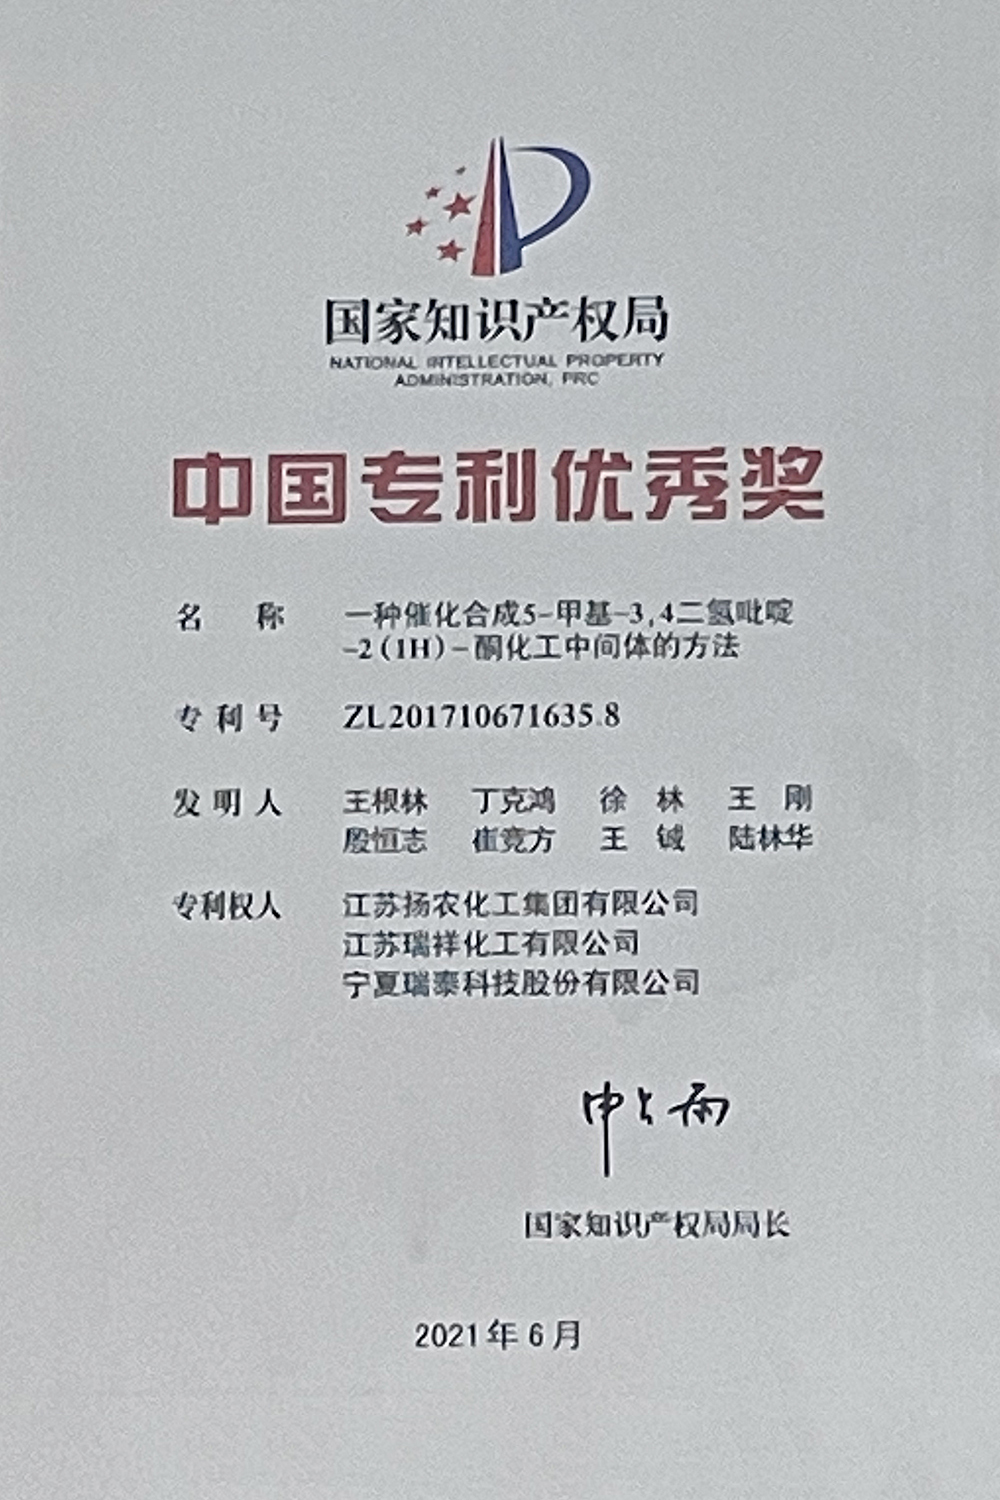 国家知识产权局
NATIONAL INTELLECTUAL PROPERTY
ADMINISTRATION, PRC
中国专利优秀奖
名 称 一种催化合成5-甲基-3,4二氢吡啶
-2(1H)-酮化工中间体的方法
专利号 ZL201710671635.8
发明人 王根林 丁克鸿 徐林 王刚
殷恒志 崔竞方 王铖 陆林华
专利权人 江苏扬农化工集团有限公司
江苏瑞祥化工有限公司
宁夏瑞泰科技股份有限公司
申长雨
国家知识产权局局长
2021年6月